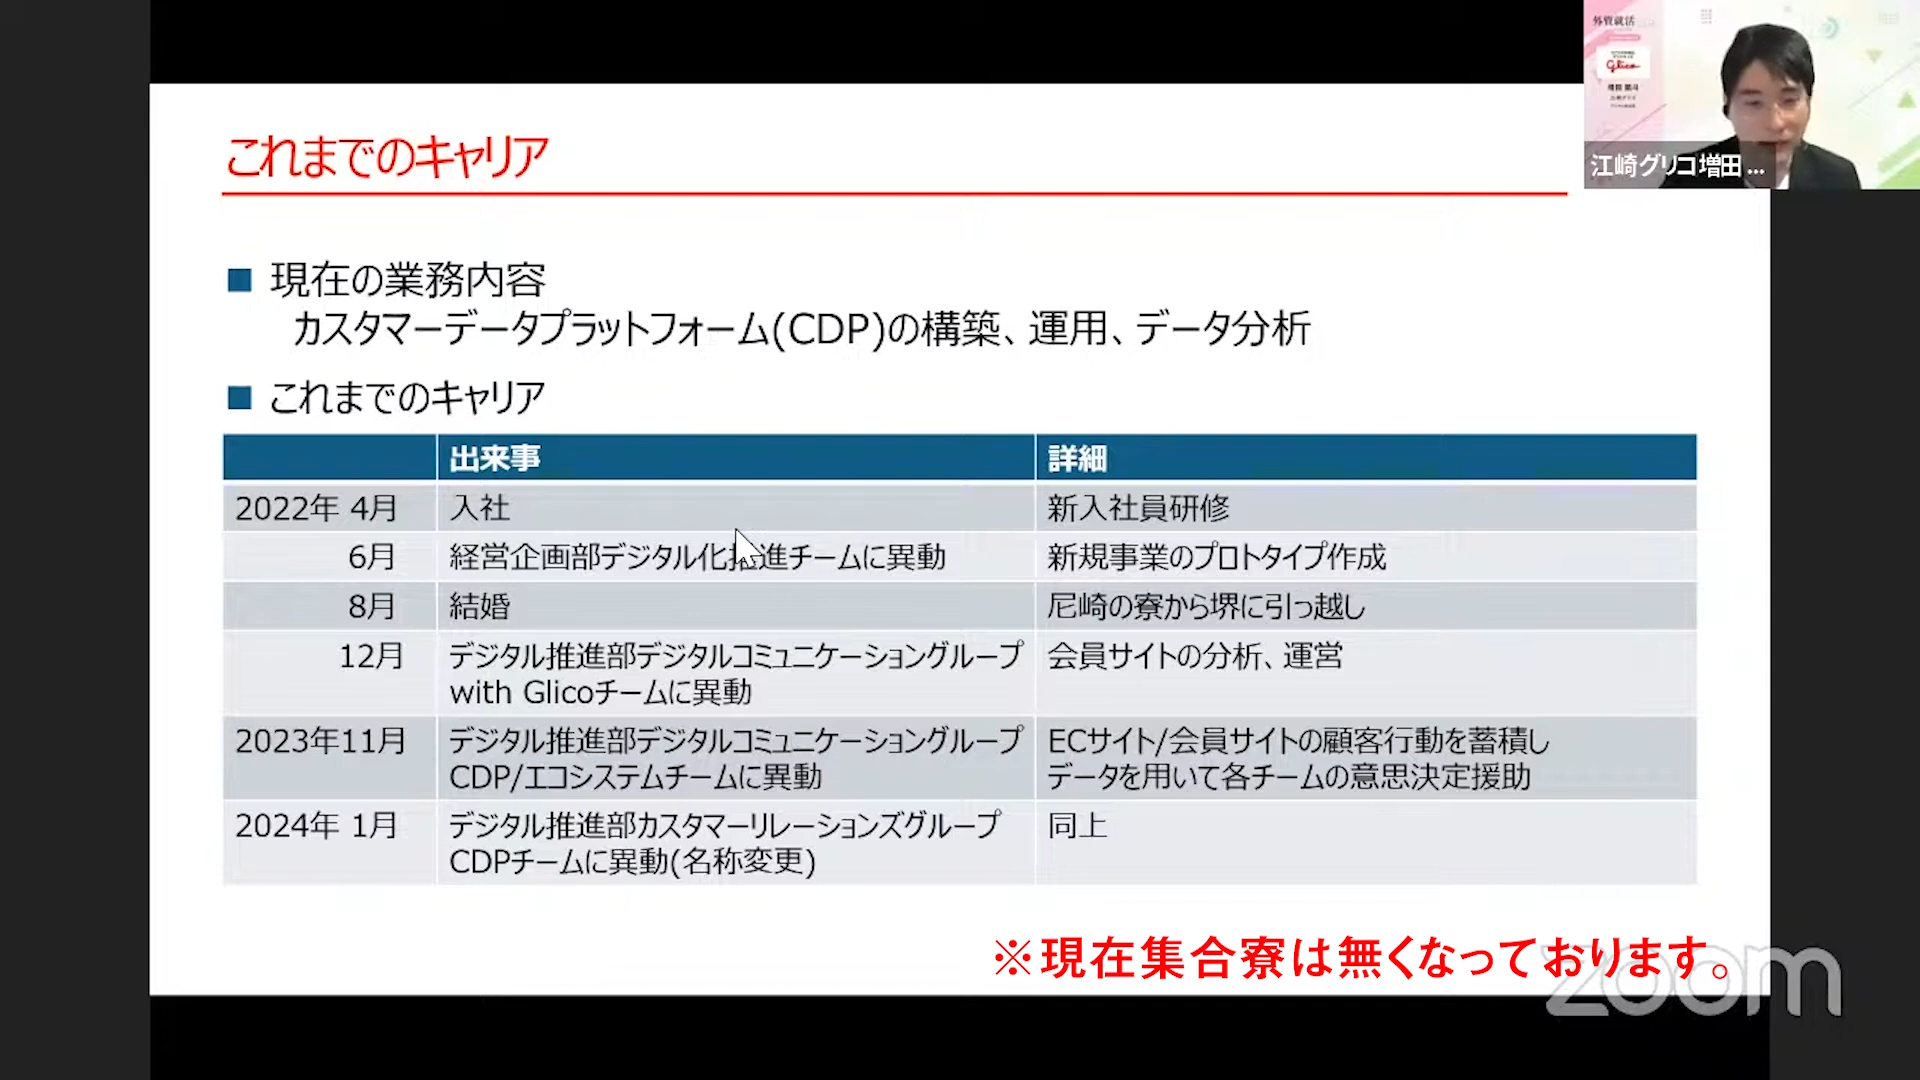 外資就活
Glico
江崎グリコ増田 ...
これまでのキャリア
■ 現在の業務内容
カスタマーデータプラットフォーム(CDP)の構築、運用、データ分析
■ これまでのキャリア
出来事 詳細
2022年 4月 入社 新入社員研修
6月 経営企画部デジタル化推進チームに異動 新規事業のプロトタイプ作成
8月 結婚 尼崎の寮から堺に引っ越し
12月 デジタル推進部デジタルコミュニケーショングループ 会員サイトの分析、運営
with Glicoチームに異動
2023年11月 デジタル推進部デジタルコミュニケーショングループ ECサイト/会員サイトの顧客行動を蓄積し
CDP/エコシステムチームに異動 データを用いて各チームの意思決定援助
2024年 1月 デジタル推進部カスタマーリレーションズグループ 同上
CDPチームに異動(名称変更)
※現在集合寮は無くなっております。
zoom